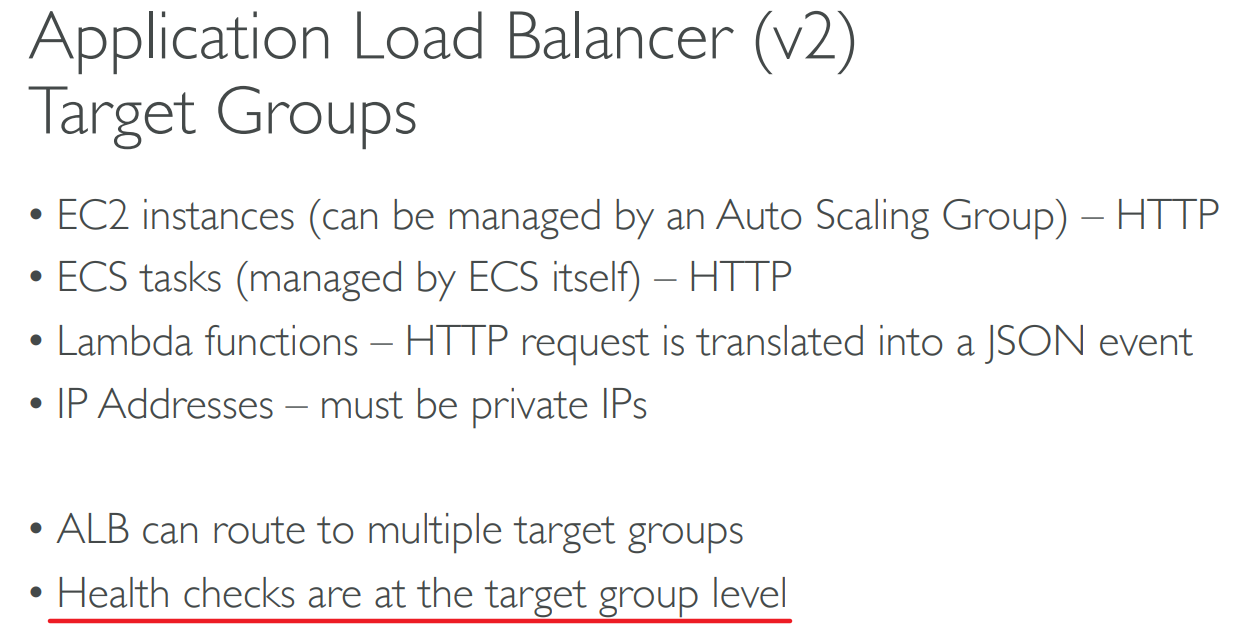 Application Load Balancer (v2)
Target Groups
• EC2 instances (can be managed by an Auto Scaling Group) – HTTP
• ECS tasks (managed by ECS itself) – HTTP
• Lambda functions – HTTP request is translated into a JSON event
• IP Addresses – must be private IPs
• ALB can route to multiple target groups
• Health checks are at the target group level